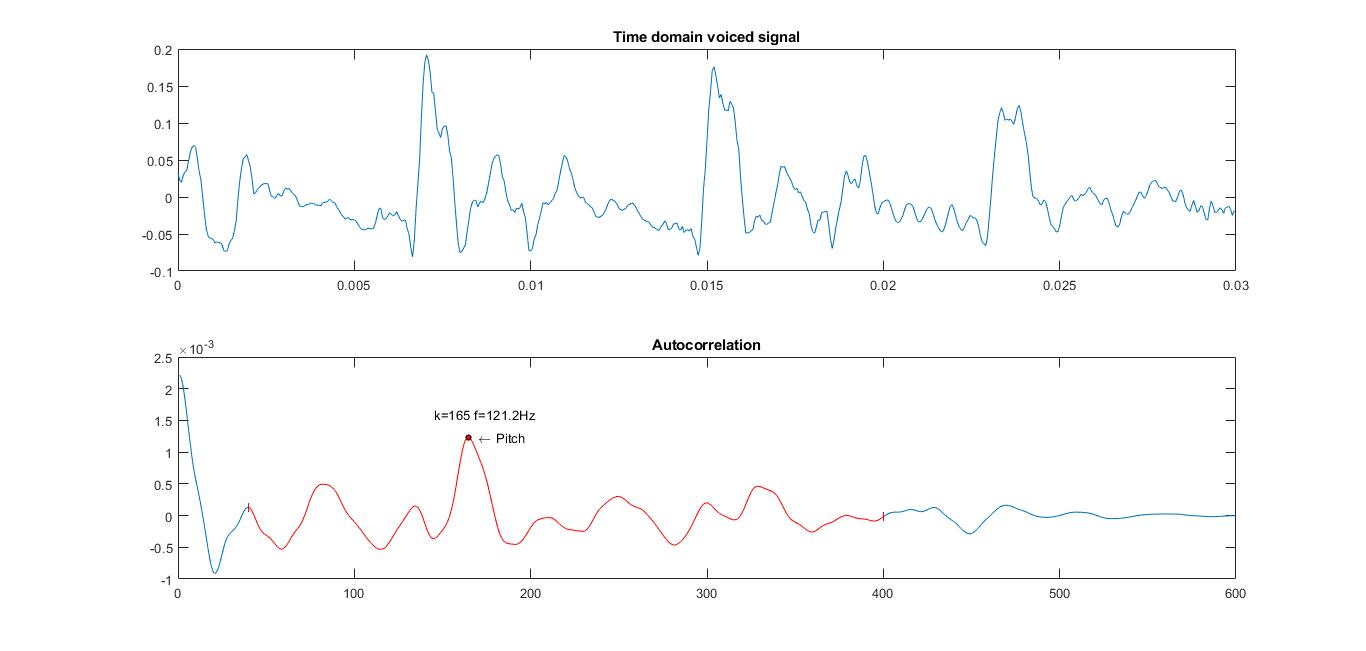 Time domain voiced signal
0.2
0.15
0.1
0.05
0
-0.05
-0.1
0 0.005 0.01 0.015 0.02 0.025 0.03
Autocorrelation
×10-3
2.5
2
1.5
1
0.5
0
-0.5
-1
k=165 f=121.2Hz
← Pitch
0 100 200 300 400 500 600